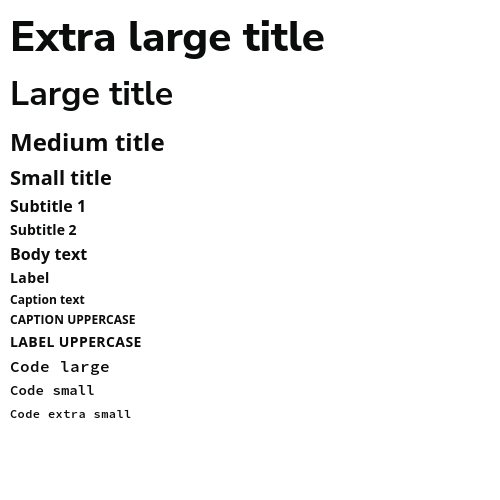 Extra large title
Large title
Medium title
Small title
Subtitle 1
Subtitle 2
Body text
Label
Caption text
CAPTION UPPERCASE
LABEL UPPERCASE
Code large
Code small
Code extra small